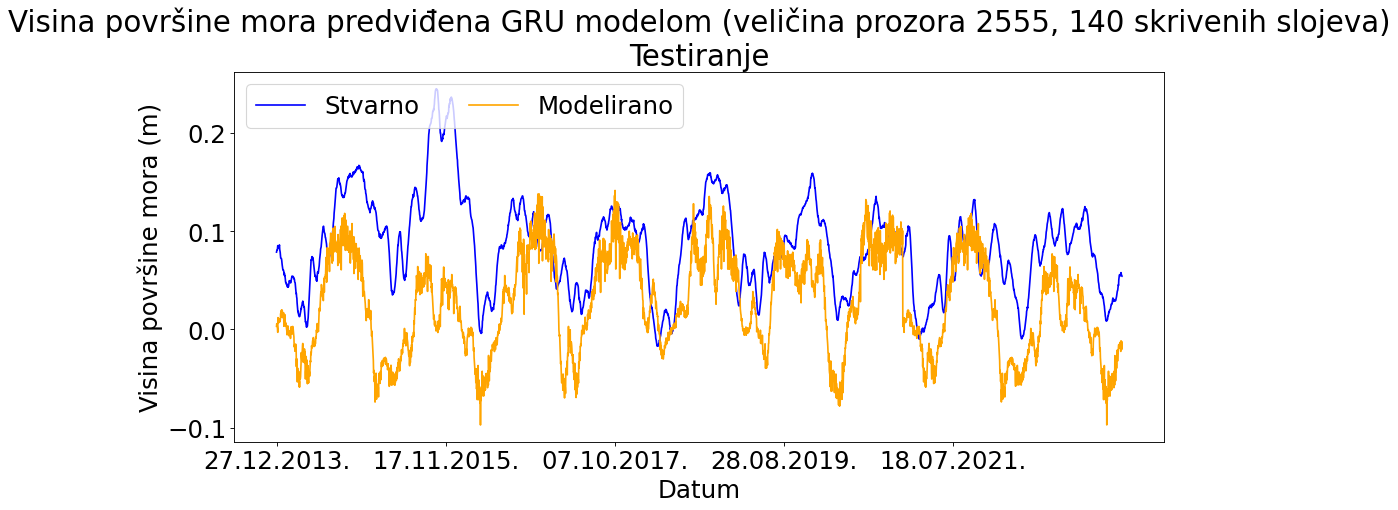 Visina površine mora predviđena GRU modelom (veličina prozora 2555, 140 skrivenih slojeva)
Testiranje
Stvarno
Modelirano
Visina površine mora (m)
0.2
0.1
0.0
−0.1
27.12.2013.
17.11.2015.
07.10.2017.
28.08.2019.
18.07.2021.
Datum